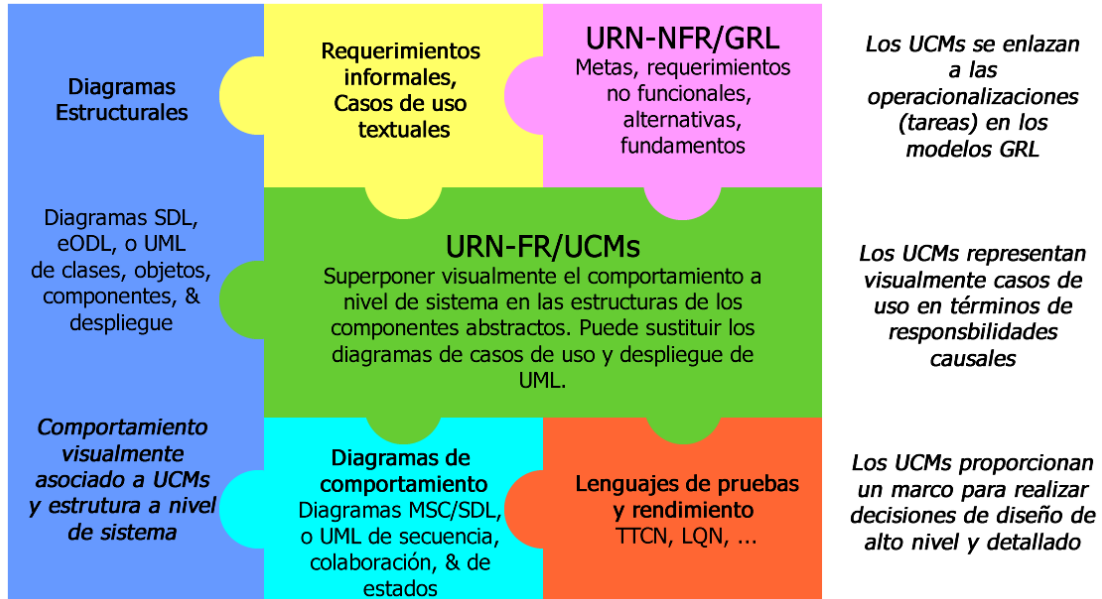 Diagramas
Estructurales
Diagramas SDL,
eODL, o UML
de clases, objetos,
componentes, &
despliegue
Comportamiento
visualmente
asociado a UCMs
y estrutura a nivel
de sistema
Requerimientos
informales,
Casos de uso
textuales
URN-NFR/GRL
Metas, requerimientos
no funcionales,
alternativas,
fundamentos
URN-FR/UCMs
Superponer visualmente el comportamiento a
nivel de sistema en las estructuras de los
componentes abstractos. Puede sustituir los
diagramas de casos de uso y despliegue de
UML.
Diagramas de
comportamiento
Diagramas MSC/SDL,
o UML de secuencia,
colaboración, & de
estados
Lenguajes de pruebas
y rendimiento
TTCN, LQN, ...
Los UCMs se enlazan
a las
operacionalizaciones
(tareas) en los
modelos GRL
Los UCMs representan
visualmente casos de
uso en términos de
responsbilidades
causales
Los UCMs proporcionan
un marco para realizar
decisiones de diseño de
alto nivel y detallado